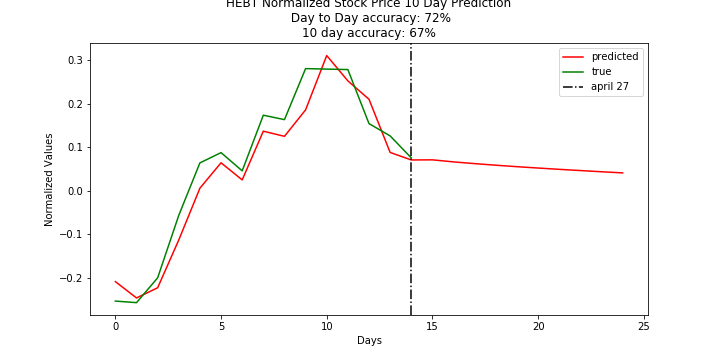 HEBT Normalized Stock Price 10 Day Prediction
Day to Day accuracy: 72%
10 day accuracy: 67%
predicted
true
april 27
Normalized Values
0.3
0.2
0.1
0.0
−0.1
−0.2
0
5
10
15
20
25
Days